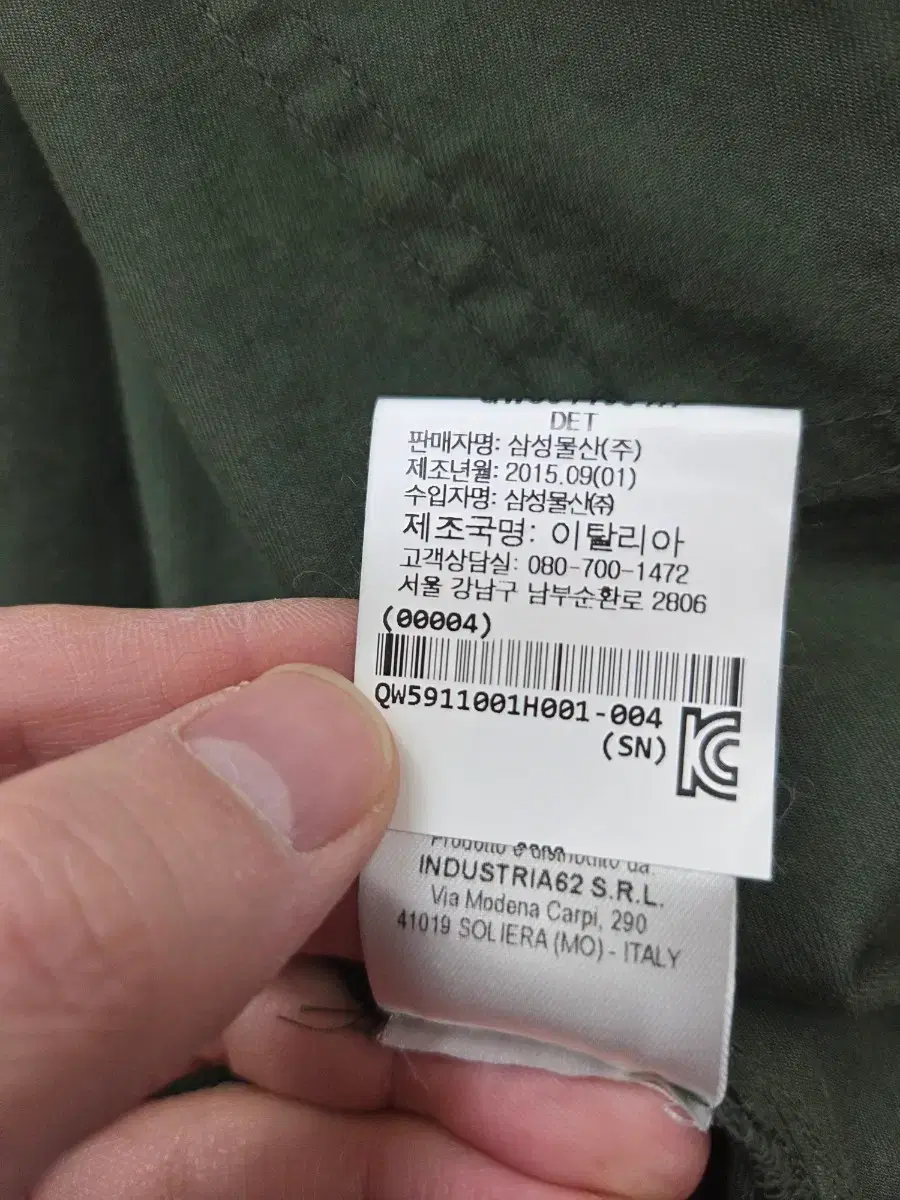 DET
판매자명: 삼성물산(주)
제조년월: 2015.09(01)
수입자명: 삼성물산㈜
제조국명: 이탈리아
고객상담실: 080-700-1472
서울 강남구 남부순환로 2806
(00004)
QW5911001H001-004
(SN)
Prodotto e distribuito da:
INDUSTRIA62 S.R.L.
Via Modena Carpi, 290
41019 SOLIERA (MO) - ITALY